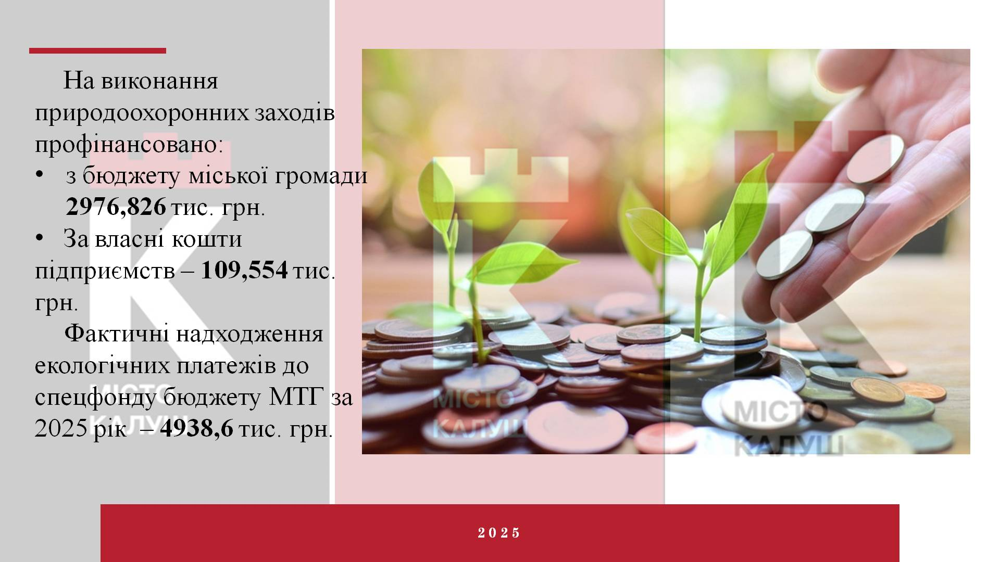 На виконання
природоохоронних заходів
профінансовано:
• з бюджету міської громади
2976,826 тис. грн.
• За власні кошти
підприємств – 109,554 тис.
грн.
Фактичні надходження
екологічних платежів до
спецфонду бюджету МТГ за
2025 рік – 4938,6 тис. грн.
К
МІСТО
КАЛУШ
К
МІСТО
КАЛУШ
К
МІСТО
КАЛУШ
2025